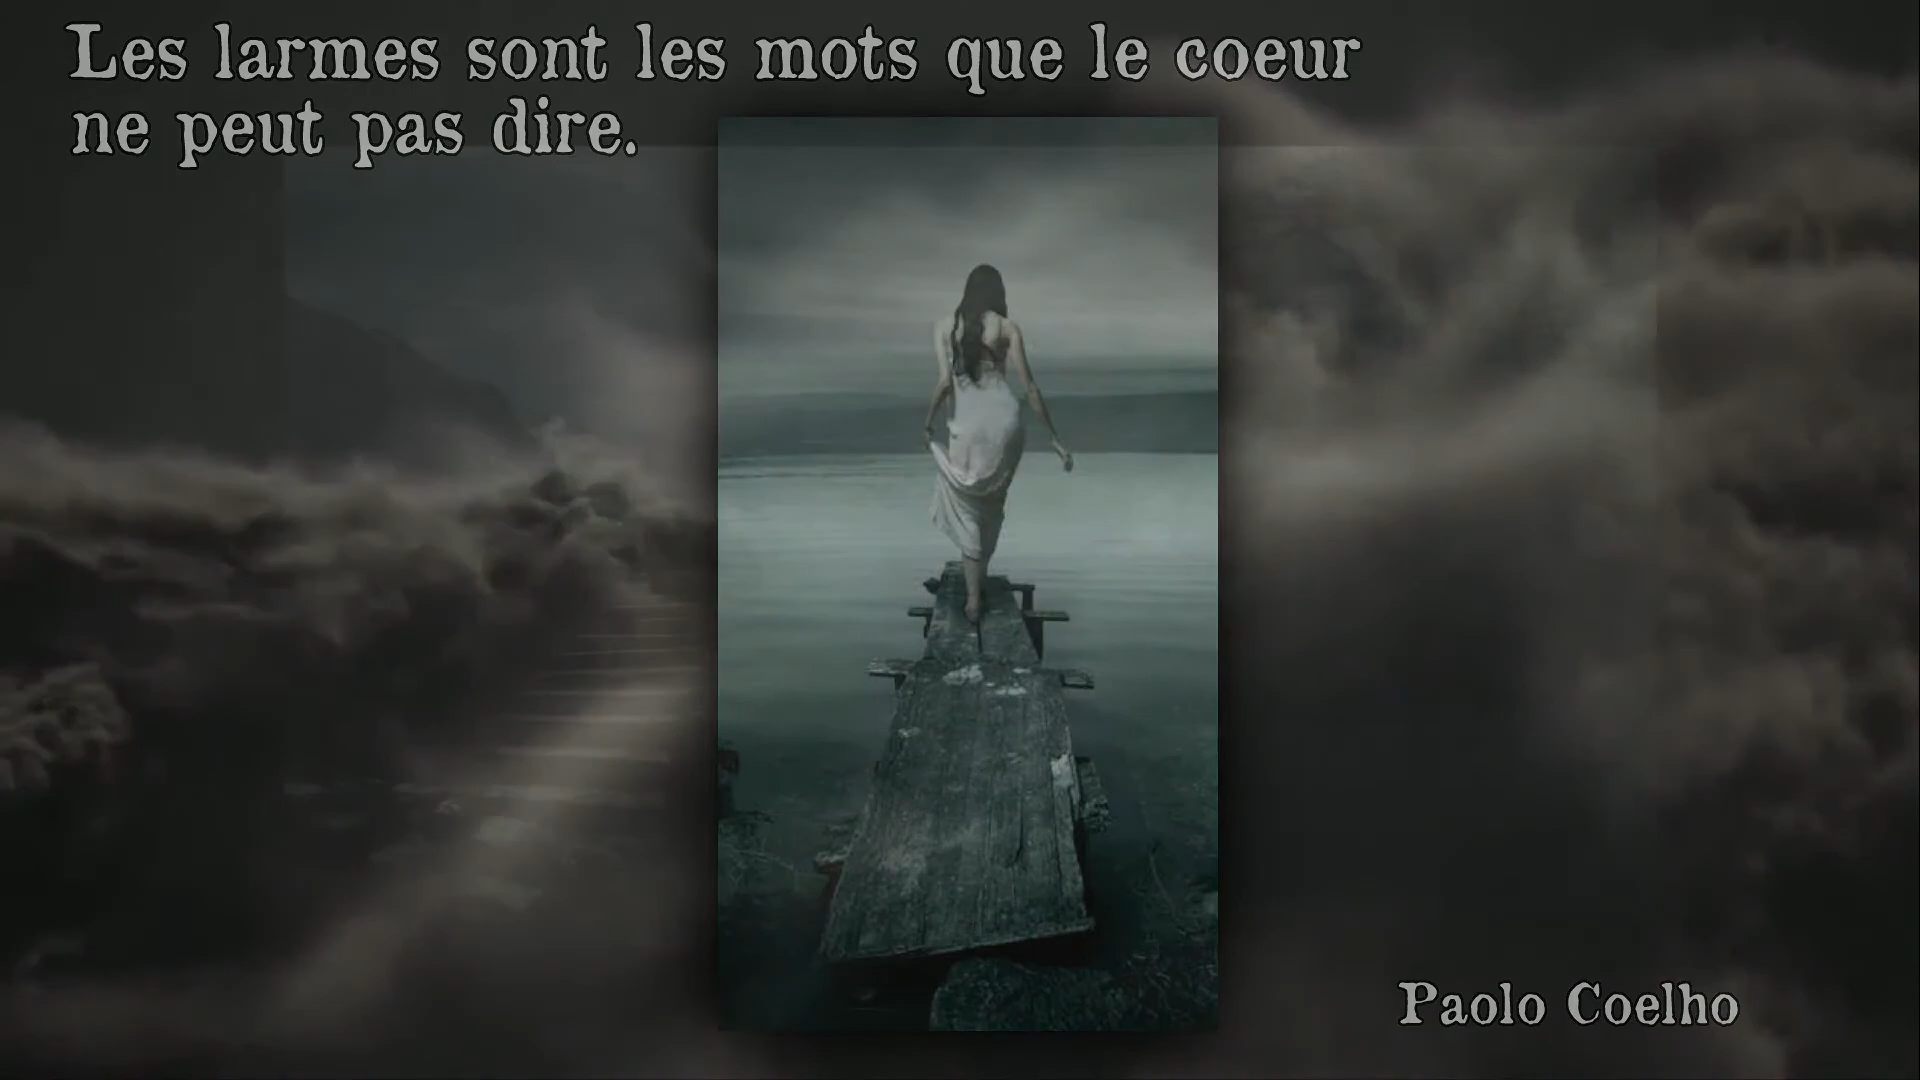 Les larmes sont les mots que le coeur
ne peut pas dire.
Paolo Coelho